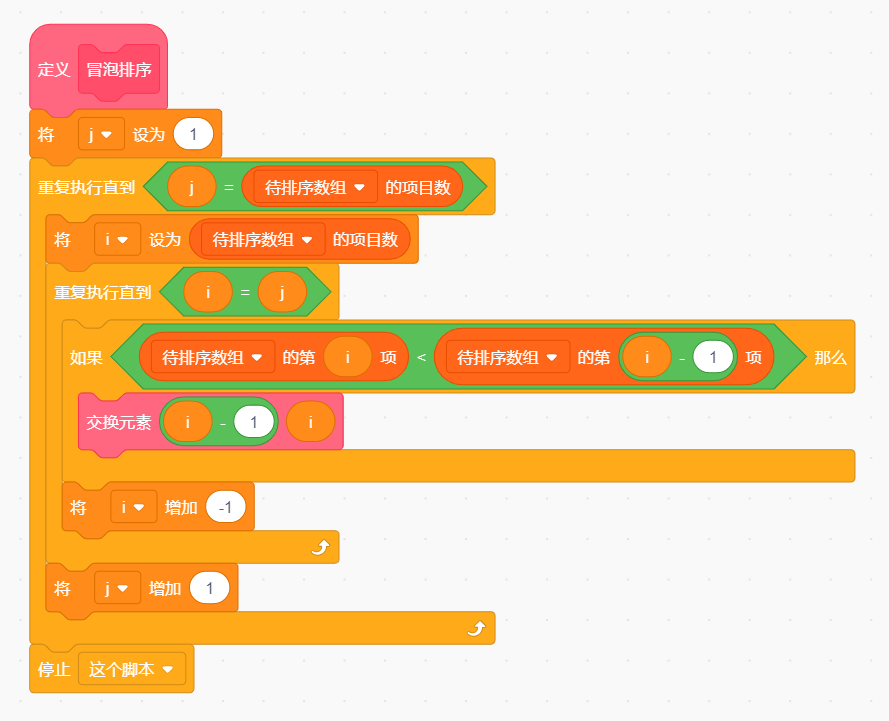 定义 冒泡排序
将 j 设为 1
重复执行直到 j = 待排序数组 的项目数
将 i 设为 待排序数组 的项目数
重复执行直到 i = j
如果 待排序数组 的第 i 项 < 待排序数组 的第 i - 1 项 那么
交换元素 i - 1 i
将 i 增加 -1
将 j 增加 1
停止 这个脚本